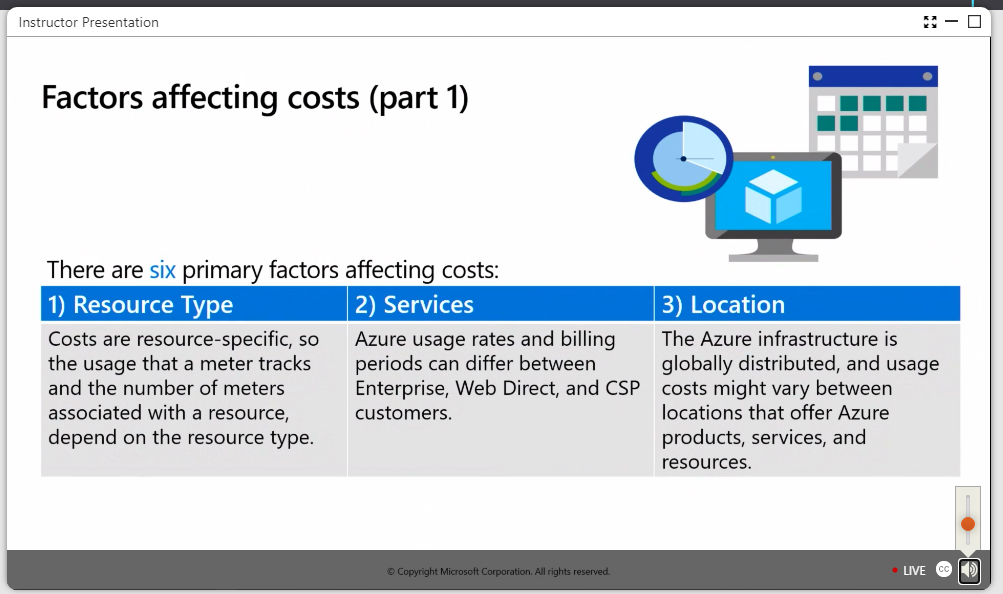 Instructor Presentation
Factors affecting costs (part 1)
There are six primary factors affecting costs:
1) Resource Type
Costs are resource-specific, so
the usage that a meter tracks
and the number of meters
associated with a resource,
depend on the resource type.
2) Services
Azure usage rates and billing
periods can differ between
Enterprise, Web Direct, and CSP
customers.
3) Location
The Azure infrastructure is
globally distributed, and usage
costs might vary between
locations that offer Azure
products, services, and
resources.
© Copyright Microsoft Corporation. All rights reserved.
LIVE
CC